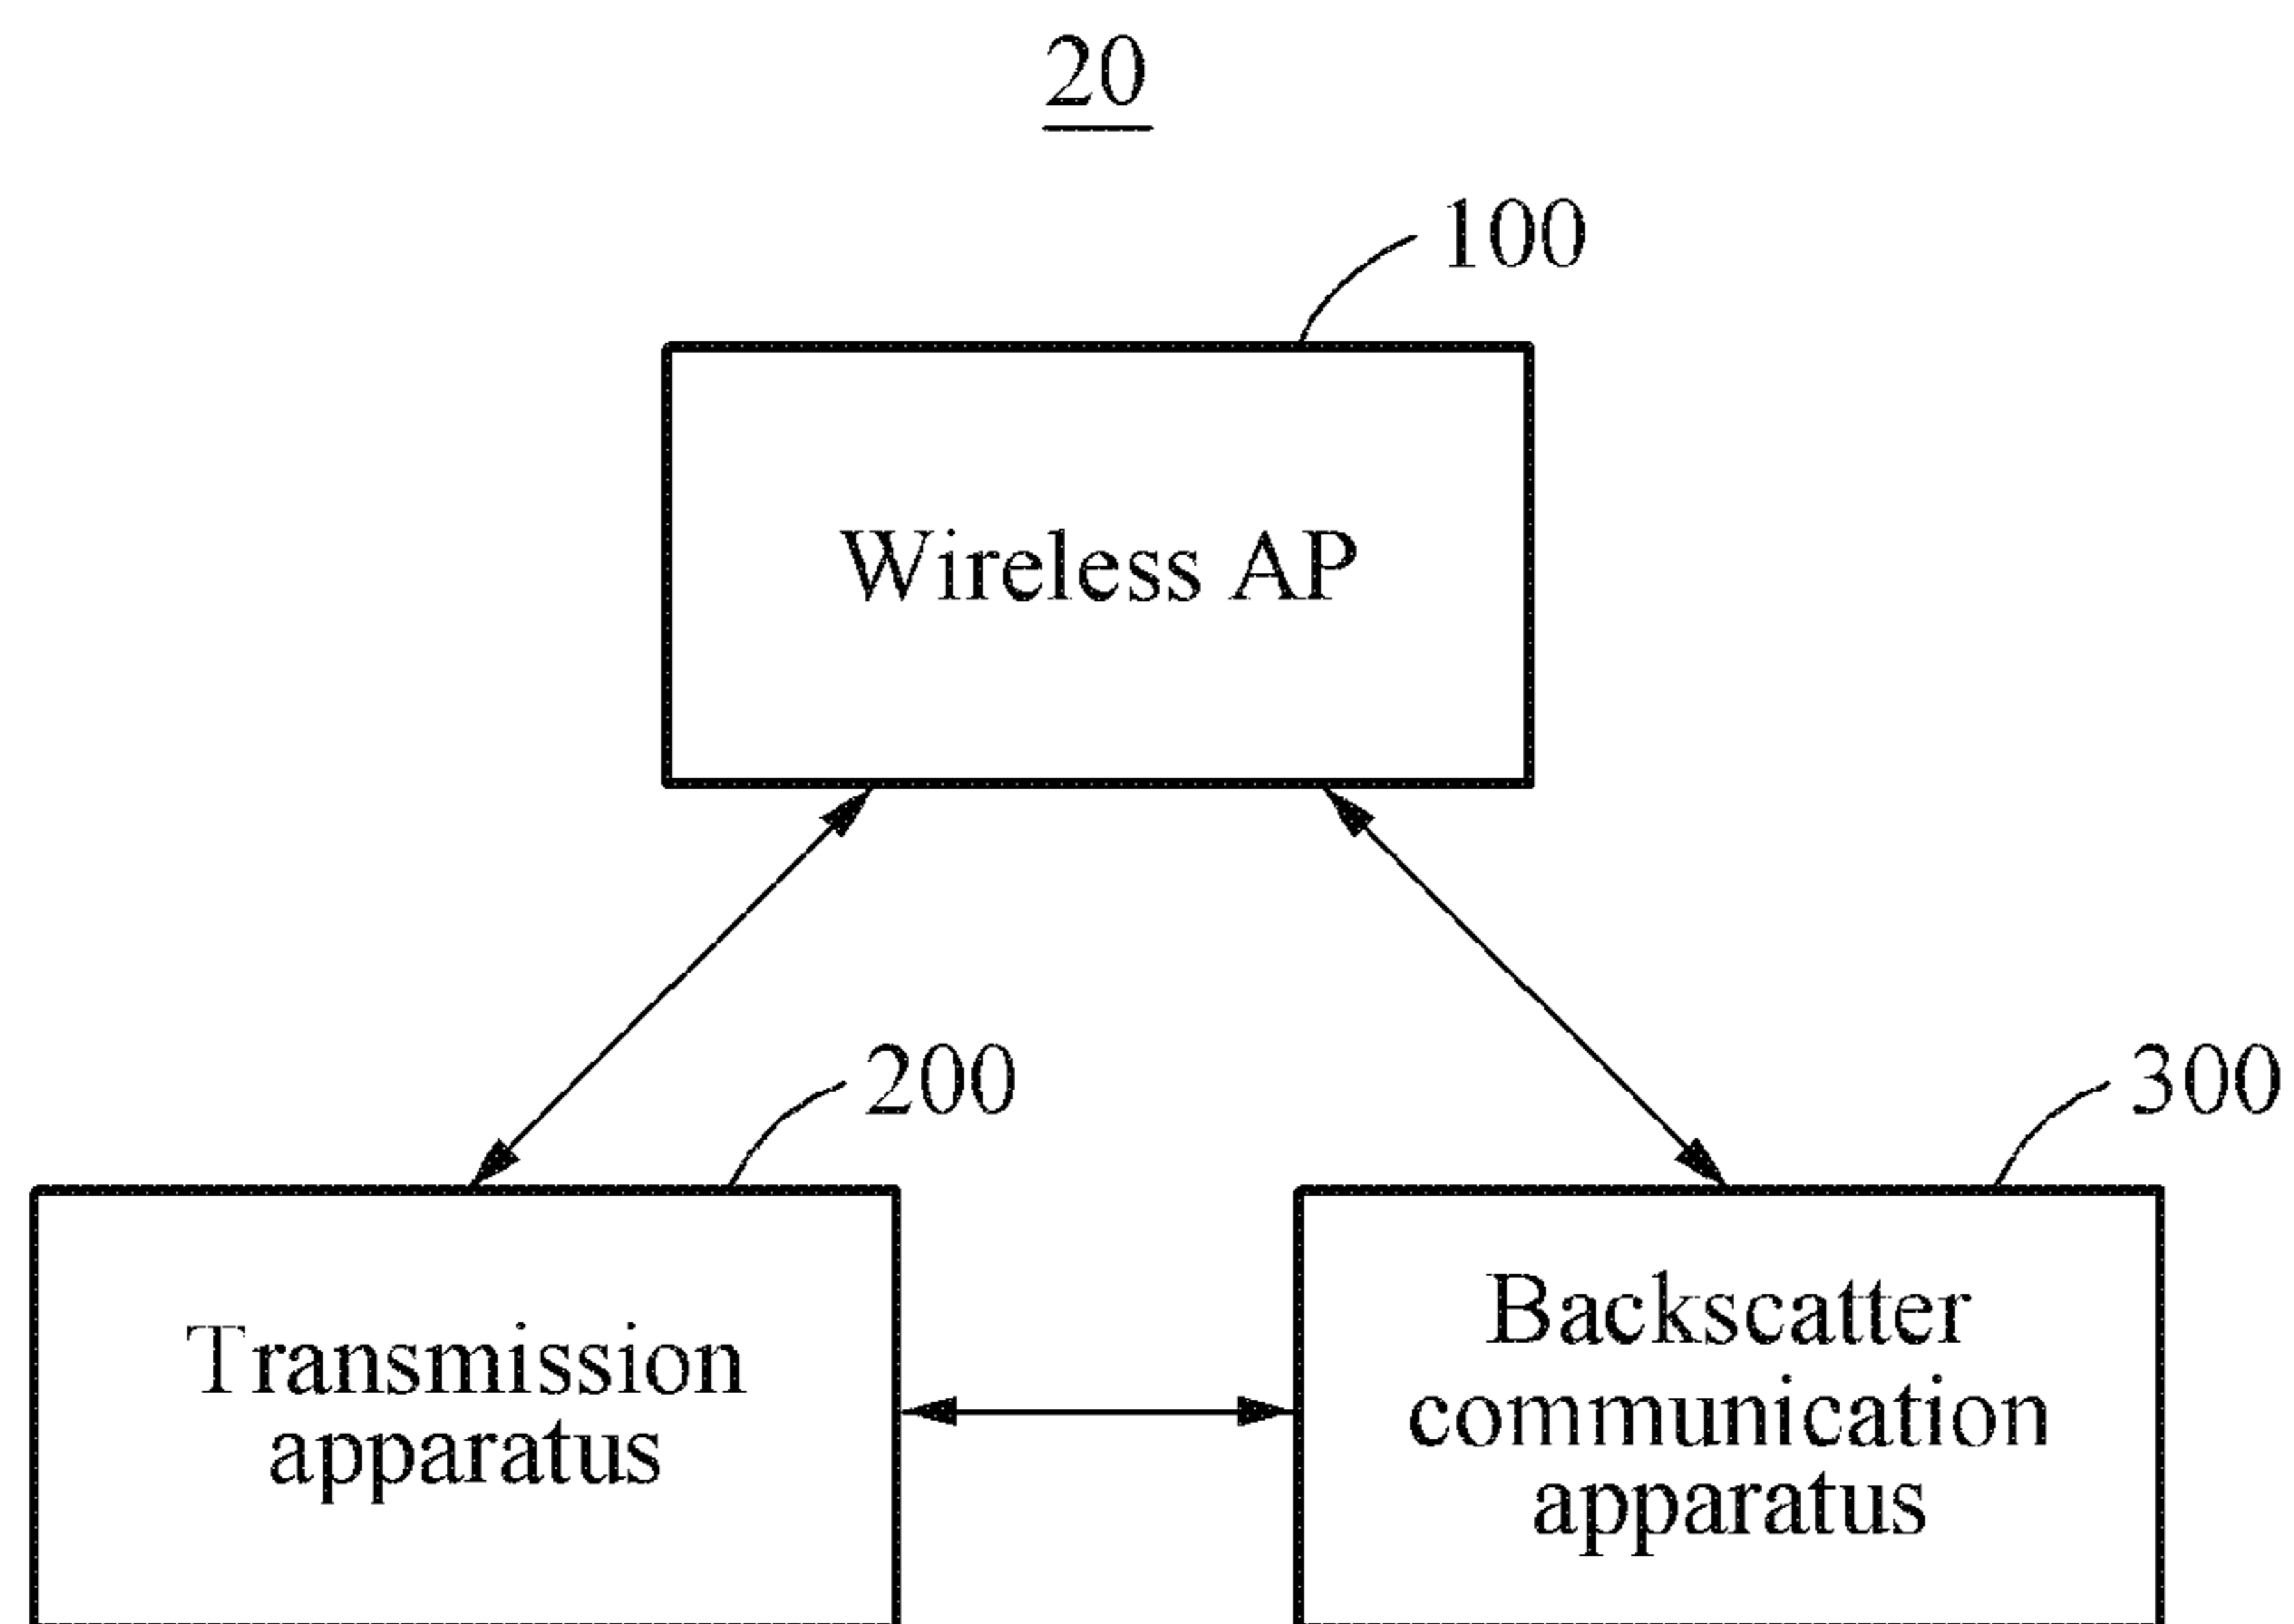 20
100
Wireless AP
200
300
Transmission
apparatus
Backscatter
communication
apparatus